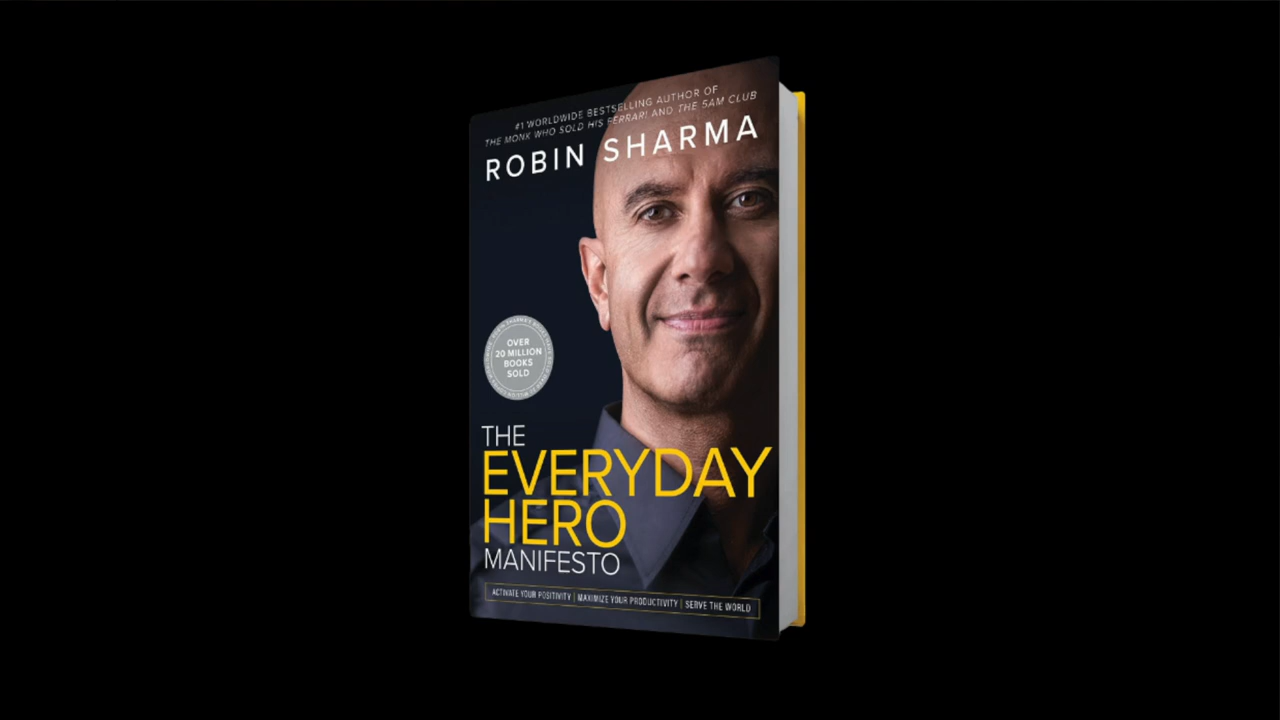 #1 WORLDWIDE BESTSELLING AUTHOR OF
THE MONK WHO SOLD HIS FERRARI AND THE 5AM CLUB
ROBIN SHARMA
OVER
20 MILLION
BOOKS
SOLD
THE
EVERYDAY
HERO
MANIFESTO
ACTIVATE YOUR POSITIVITY | MAXIMIZE YOUR PRODUCTIVITY | SERVE THE WORLD